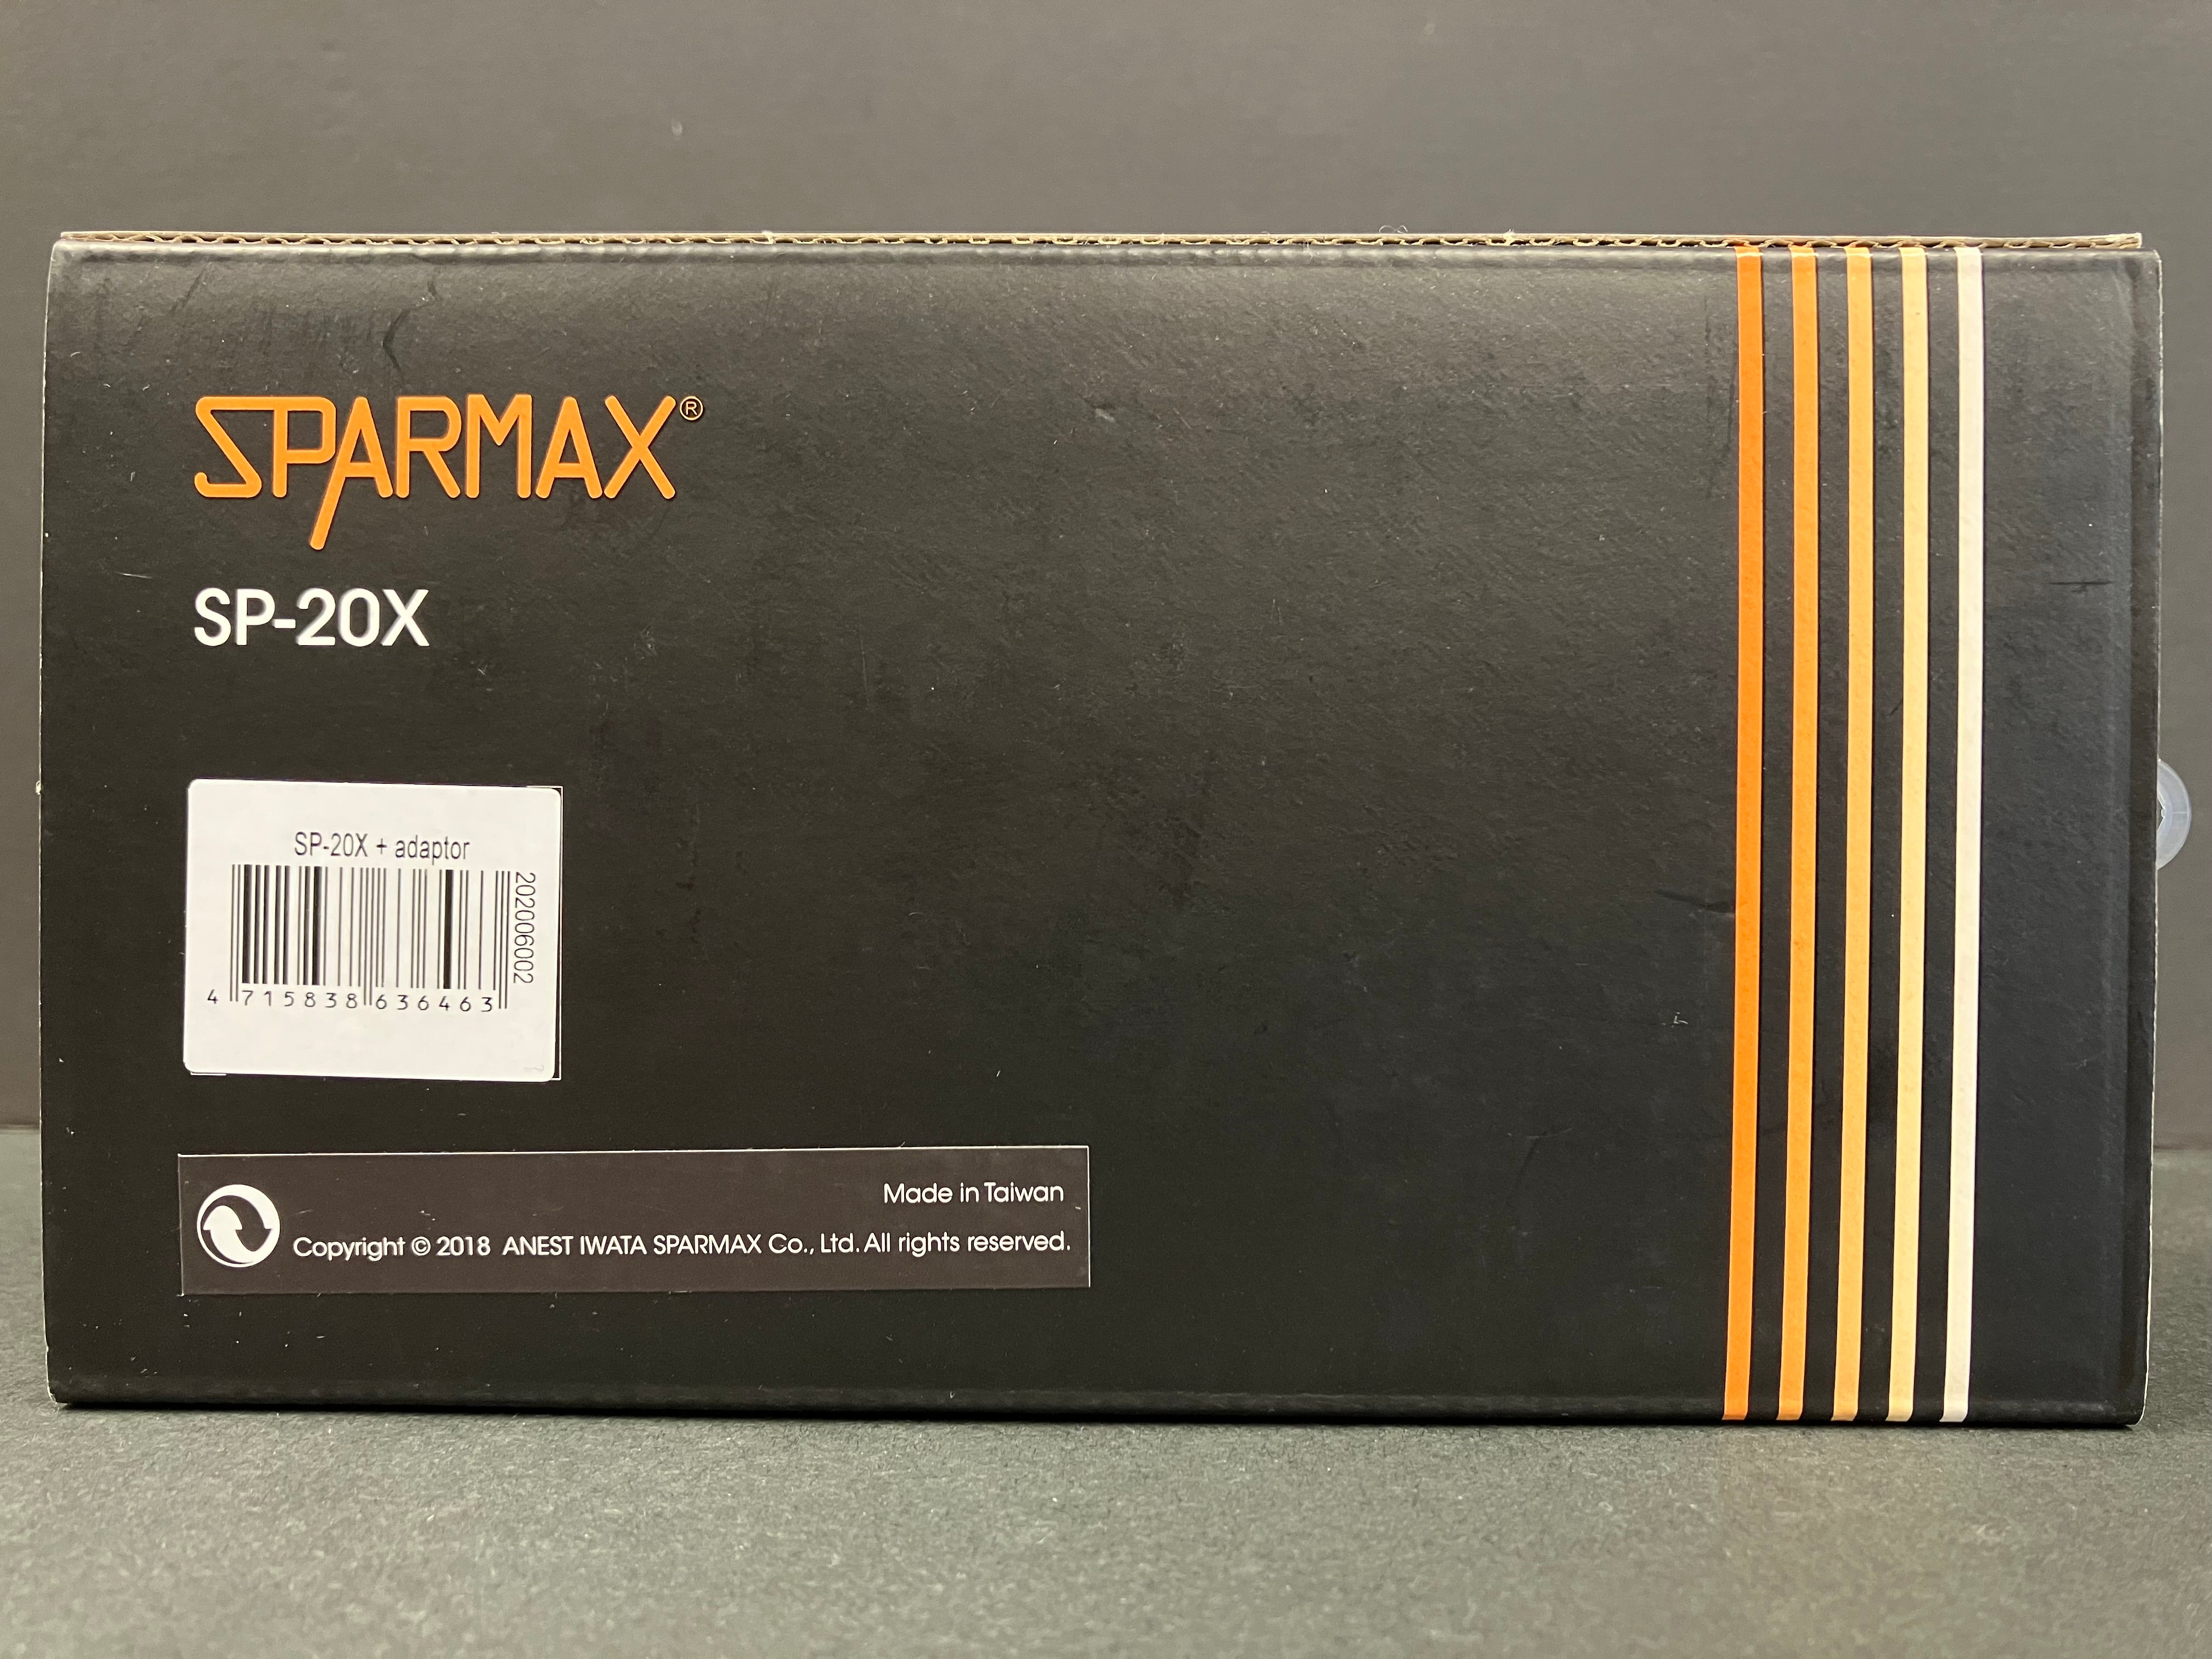 SPARMAX®
SP-20X
SP-20X + adaptor
202006002
4 715838 636463
Made in Taiwan
Copyright © 2018 ANEST IWATA SPARMAX Co., Ltd. All rights reserved.